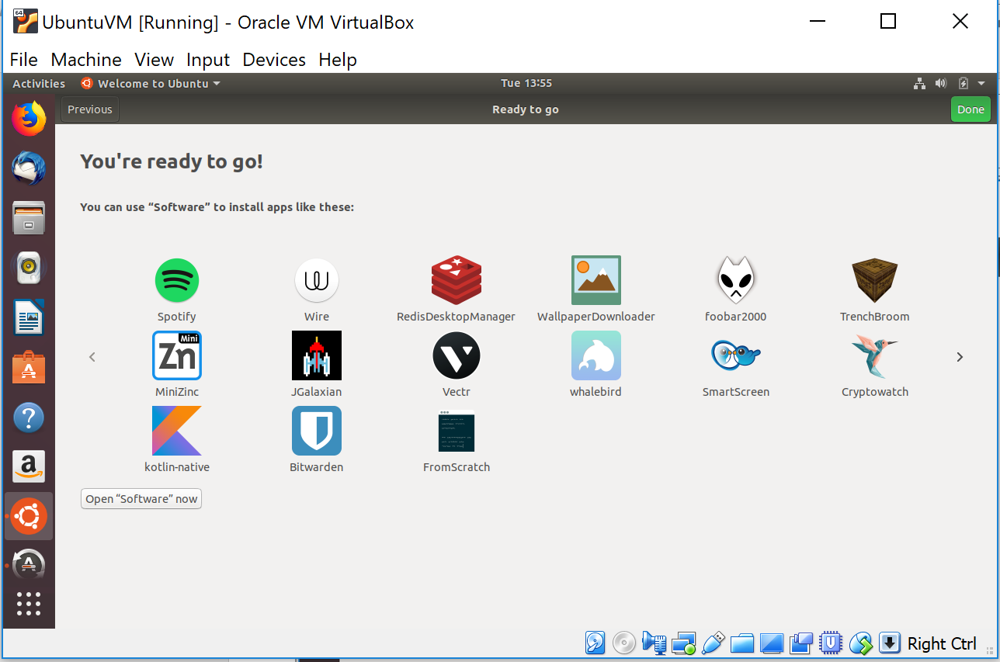 64
UbuntuVM [Running] - Oracle VM VirtualBox
File Machine View Input Devices Help
Activities Welcome to Ubuntu Tue 13:55
Previous Ready to go Done
You're ready to go!
You can use “Software” to install apps like these:
Spotify Wire RedisDesktopManager WallpaperDownloader foobar2000 TrenchBroom
Zn Mini
MiniZinc JGalaxian Vectr whalebird SmartScreen Cryptowatch
kotlin-native Bitwarden FromScratch
Open “Software” now
Right Ctrl